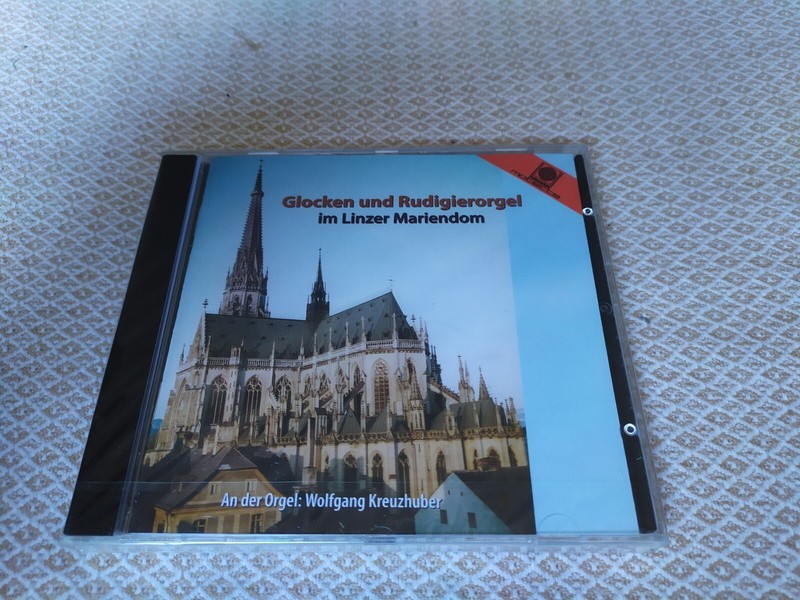 Glocken und Rudigierorgel
im Linzer Mariendom
An der Orgel: Wolfgang Kreuzhuber